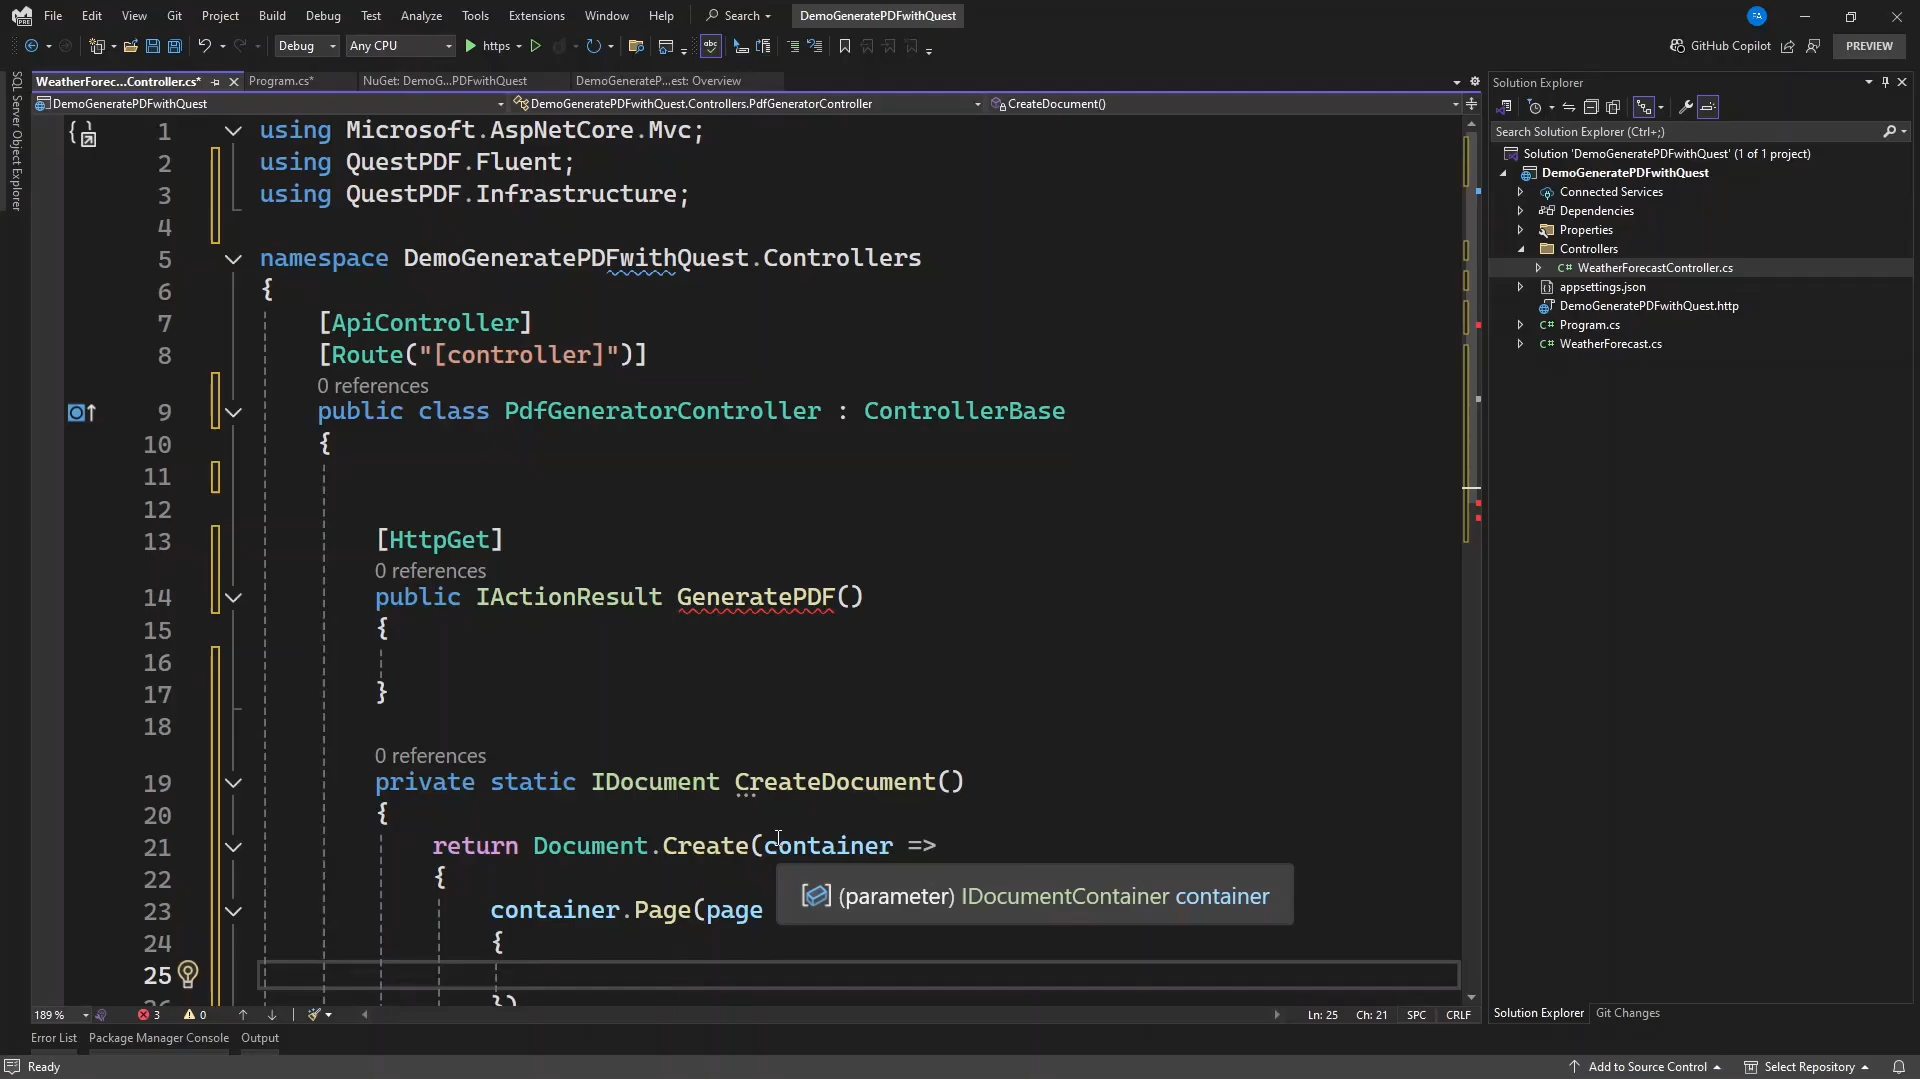 File Edit View Git Project Build Debug Test Analyze Tools Extensions Window Help Search DemoGeneratePDFwithQuest FA
Debug Any CPU https abc GitHub Copilot PREVIEW
SQL Server Object Explorer
WeatherForec...Controller.cs* Program.cs* NuGet: DemoG...PDFwithQuest DemoGenerateP...est: Overview
DemoGeneratePDFwithQuest DemoGeneratePDFwithQuest.Controllers.PdfGeneratorController CreateDocument()
1 using Microsoft.AspNetCore.Mvc;
2 using QuestPDF.Fluent;
3 using QuestPDF.Infrastructure;
4
5 namespace DemoGeneratePDFwithQuest.Controllers
6 {
7 [ApiController]
8 [Route("[controller]")]
0 references
9 public class PdfGeneratorController : ControllerBase
10 {
11
12
13 [HttpGet]
0 references
14 public IActionResult GeneratePDF()
15 {
16
17 }
18
0 references
19 private static IDocument CreateDocument()
20 {
21 return Document.Create(container =>
22 {
(parameter) IDocumentContainer container
23 container.Page(page
24 {
25
26 })
189 % 3 0 Ln: 25 Ch: 21 SPC CRLF
Error List Package Manager Console Output
Ready Add to Source Control Select Repository
Solution Explorer
Search Solution Explorer (Ctrl+;)
Solution 'DemoGeneratePDFwithQuest' (1 of 1 project)
DemoGeneratePDFwithQuest
Connected Services
Dependencies
Properties
Controllers
C# WeatherForecastController.cs
appsettings.json
DemoGeneratePDFwithQuest.http
C# Program.cs
C# WeatherForecast.cs
Solution Explorer Git Changes